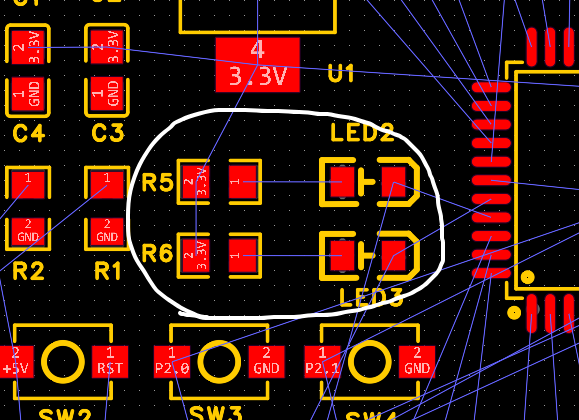 4
3.3V
U1
2
3.3V
2
3.3V
1
GND
1
GND
C4
C3
LED2
R5
2
3.3V
1
1
1
2
GND
2
GND
R6
2
3.3V
1
R2
R1
LED3
2
+5V
1
RST
1
P2.0
2
GND
1
P2.1
2
GND
SW2
SW3
SW4